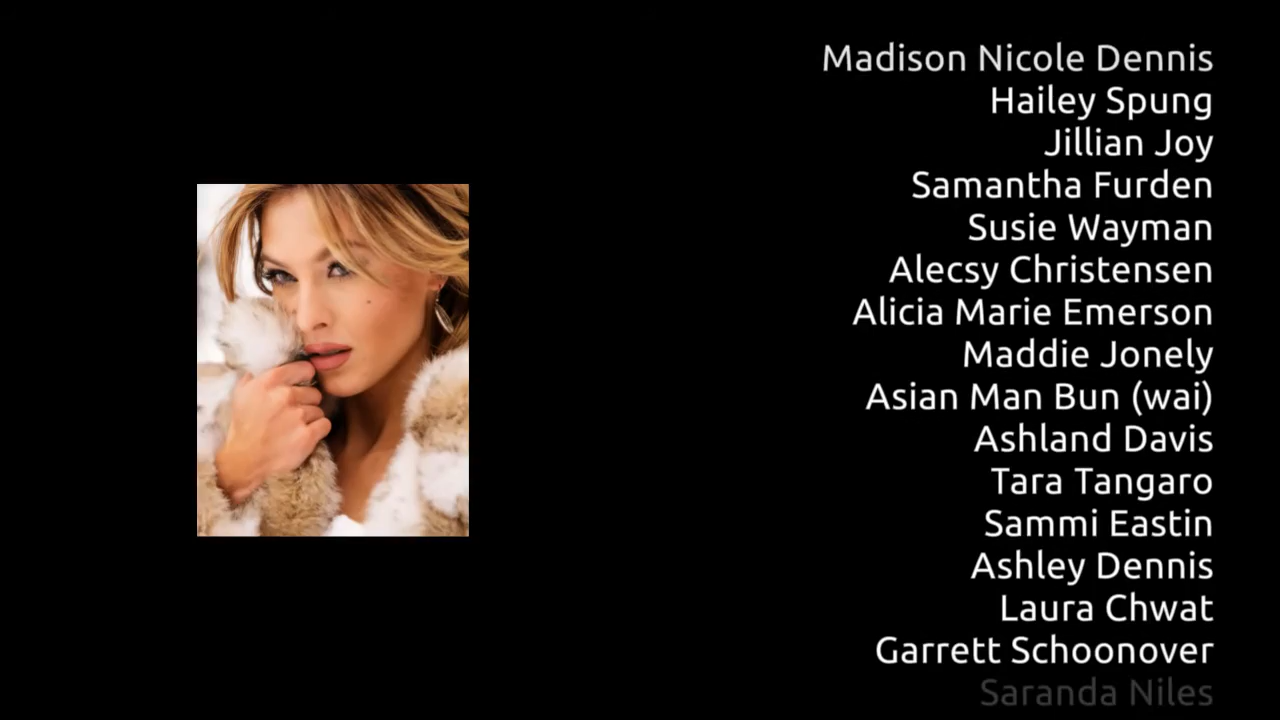 Madison Nicole Dennis
Hailey Spung
Jillian Joy
Samantha Furden
Susie Wayman
Alecsy Christensen
Alicia Marie Emerson
Maddie Jonely
Asian Man Bun (wai)
Ashland Davis
Tara Tangaro
Sammi Eastin
Ashley Dennis
Laura Chwat
Garrett Schoonover
Saranda Niles